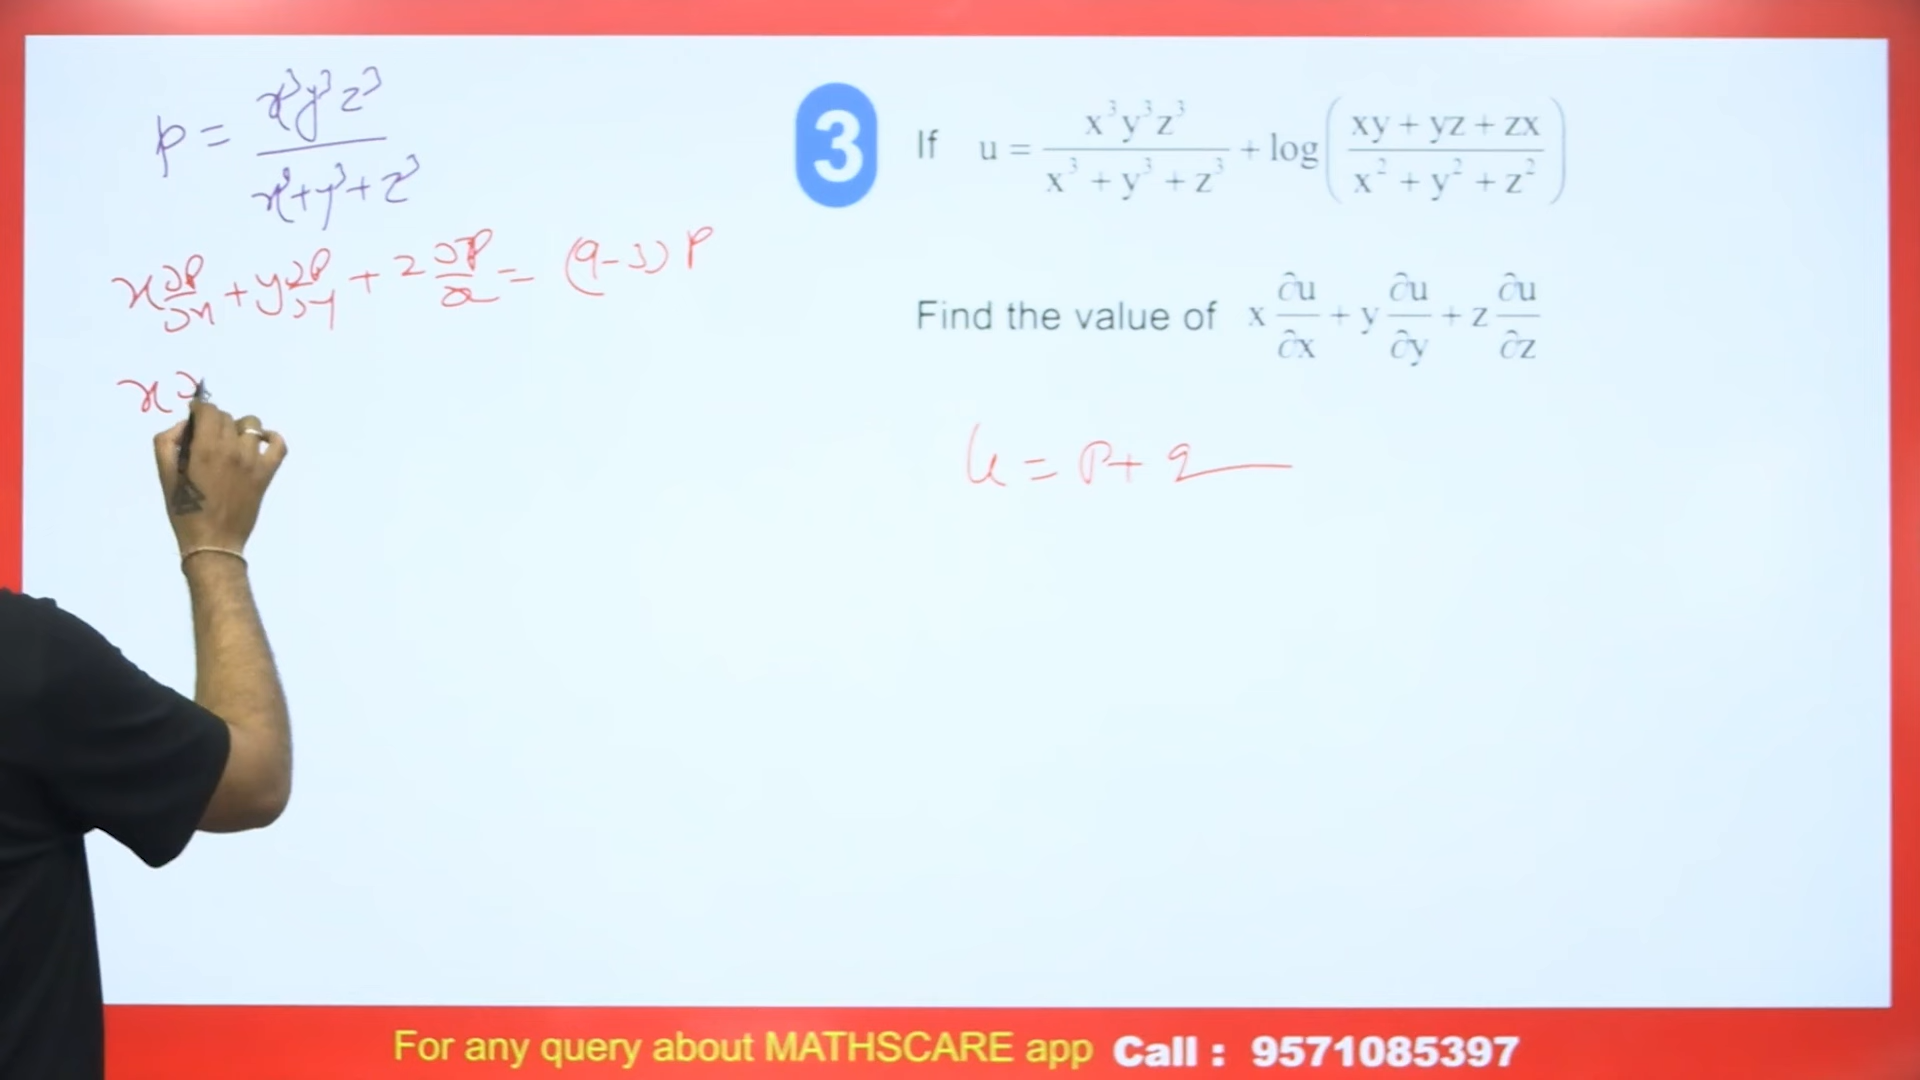 p = x³y³z³ / x³+y³+z³
x ∂p/∂x + y ∂p/∂y + z ∂p/∂z = (9-3) p
x ∂
3 If u = x³y³z³ / x³ + y³ + z³ + log( xy + yz + zx / x² + y² + z² )
Find the value of x ∂u/∂x + y ∂u/∂y + z ∂u/∂z
u = p + q
For any query about MATHSCARE app Call : 9571085397